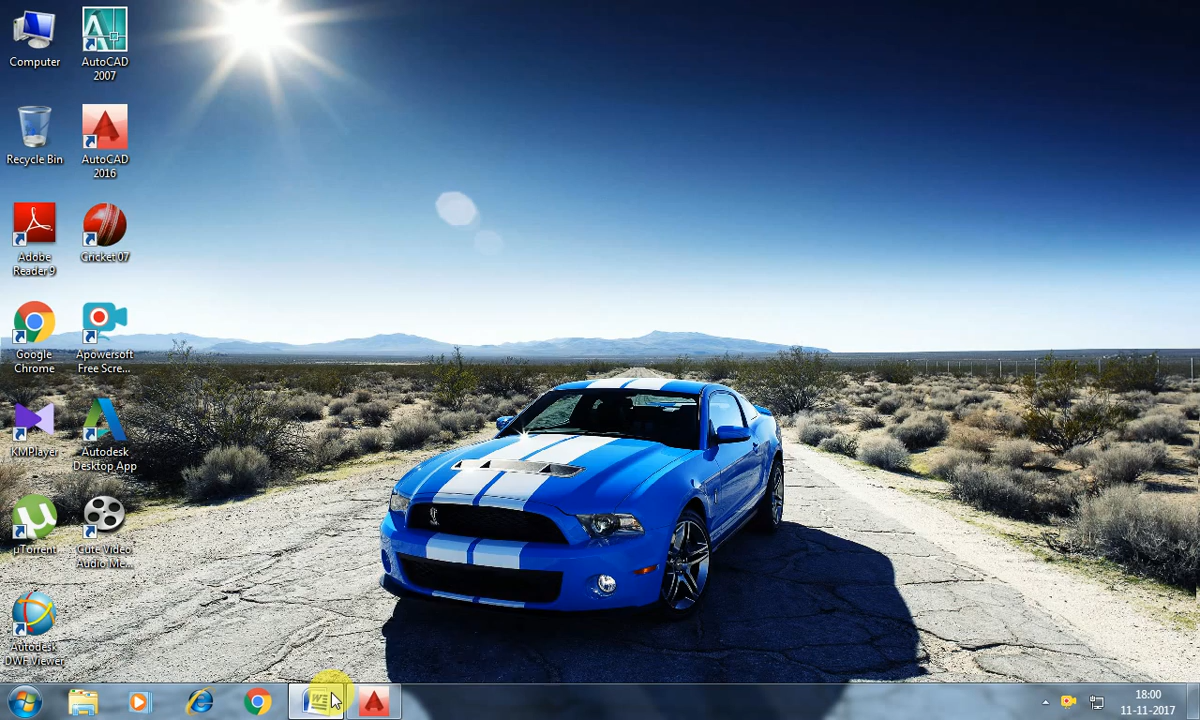 Computer
AutoCAD
2007
Recycle Bin
AutoCAD
2016
Adobe
Reader 9
Cricket 07
Google
Chrome
Apowersoft
Free Scre...
KMPlayer
Autodesk
Desktop App
µTorrent
Cute Video
Audio Me...
Autodesk
DWF Viewer
18:00
11-11-2017